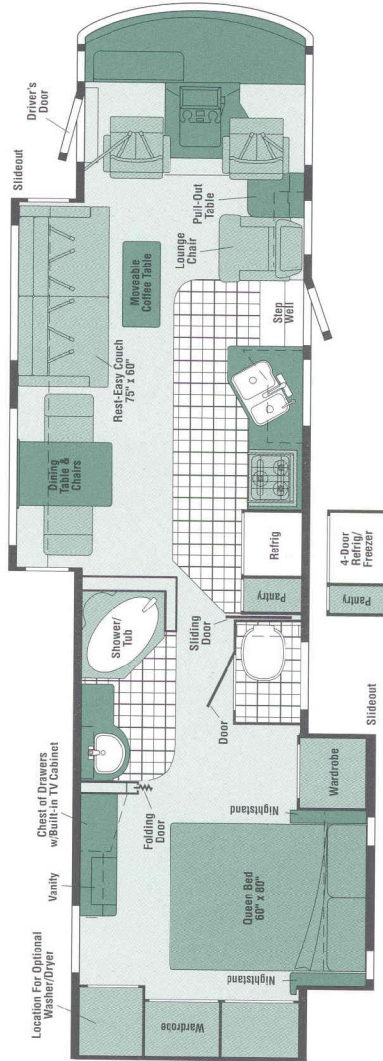 Location For Optional
Washer/Dryer
Vanity
Chest of Drawers
w/Built-in TV Cabinet
Slideout
Driver's
Door
Wardrobe
Folding
Door
Shower/
Tub
Dining
Table &
Chairs
Rest-Easy Couch
75" x 60"
Moveable
Coffee Table
Nightstand
Queen Bed
60" x 80"
Nightstand
Wardrobe
Door
Sliding
Door
Pantry
Refrig
Step
Well
Lounge
Chair
Pull-Out
Table
Slideout
Pantry
4-Door
Refrig/
Freezer